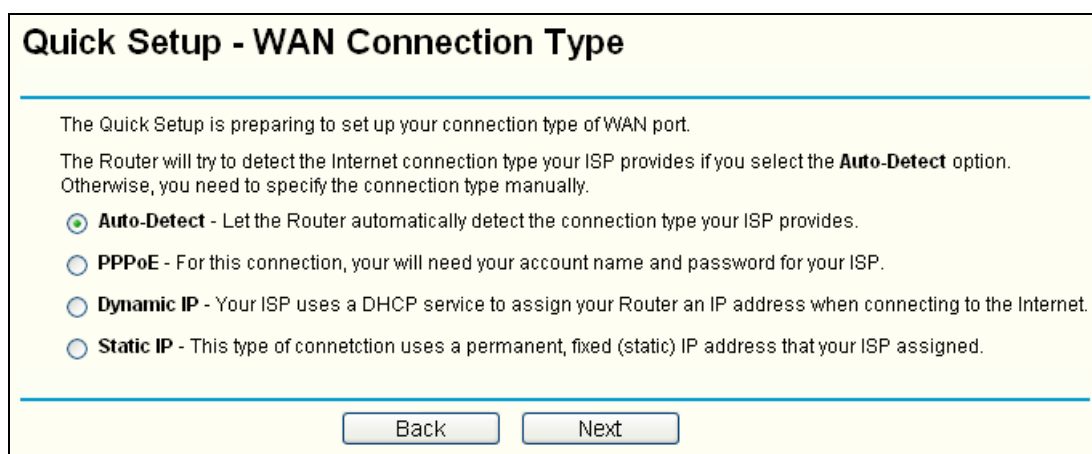 Quick Setup - WAN Connection Type
The Quick Setup is preparing to set up your connection type of WAN port.
The Router will try to detect the Internet connection type your ISP provides if you select the Auto-Detect option.
Otherwise, you need to specify the connection type manually.
Auto-Detect - Let the Router automatically detect the connection type your ISP provides.
PPPoE - For this connection, your will need your account name and password for your ISP.
Dynamic IP - Your ISP uses a DHCP service to assign your Router an IP address when connecting to the Internet.
Static IP - This type of connetction uses a permanent, fixed (static) IP address that your ISP assigned.
Back Next